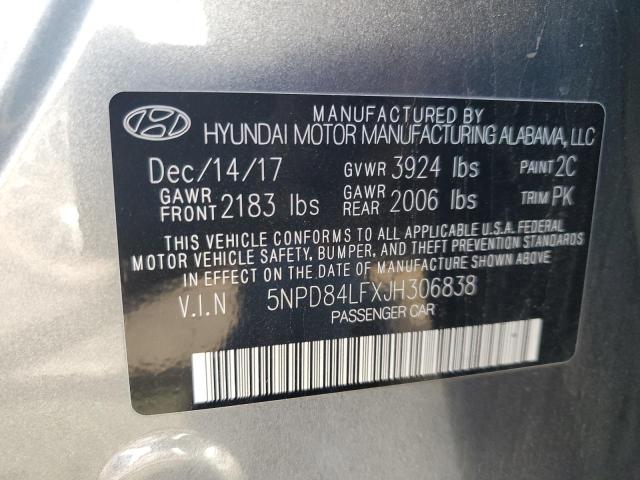 MANUFACTURED BY
HYUNDAI MOTOR MANUFACTURING ALABAMA, LLC
Dec/14/17 GVWR 3924 lbs PAINT 2C
GAWR FRONT 2183 lbs GAWR REAR 2006 lbs TRIM PK
THIS VEHICLE CONFORMS TO ALL APPLICABLE U.S.A. FEDERAL
MOTOR VEHICLE SAFETY, BUMPER, AND THEFT PREVENTION STANDARDS
IN EFFECT ON THE DATE OF MANUFACTURE SHOWN ABOVE.
V.I.N 5NPD84LFXJH306838
PASSENGER CAR